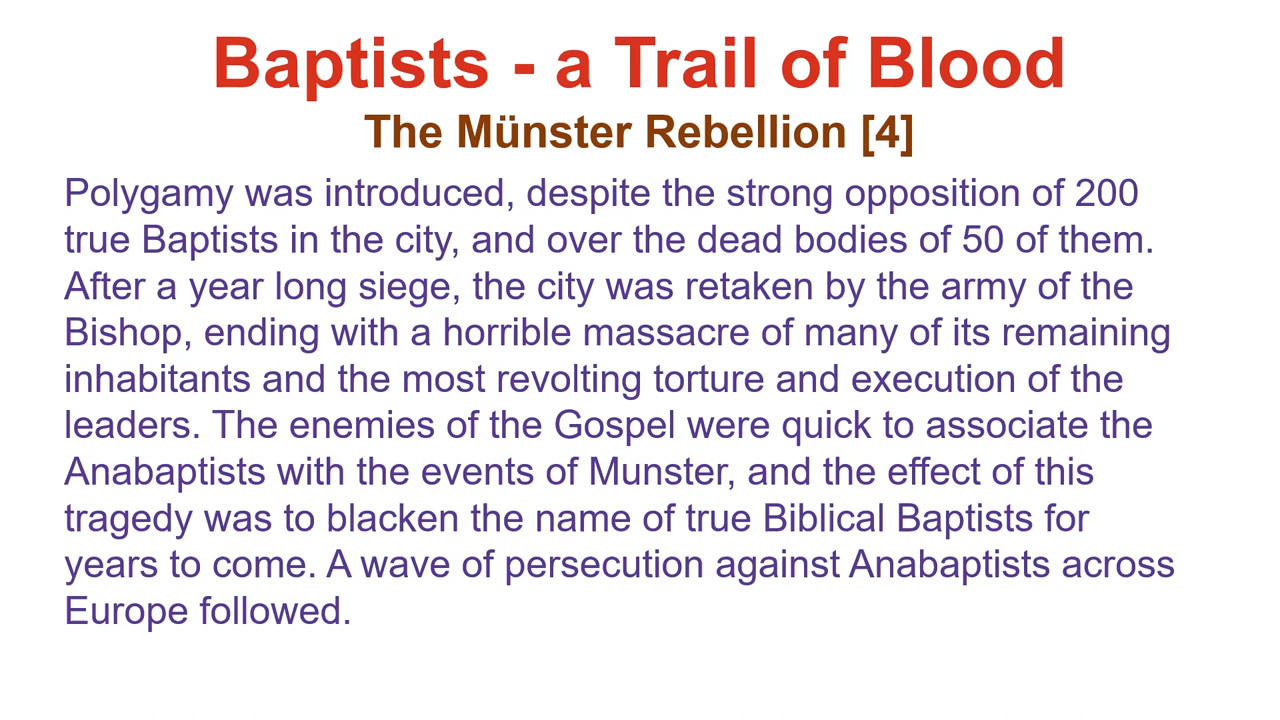 Baptists - a Trail of Blood
The Münster Rebellion [4]
Polygamy was introduced, despite the strong opposition of 200
true Baptists in the city, and over the dead bodies of 50 of them.
After a year long siege, the city was retaken by the army of the
Bishop, ending with a horrible massacre of many of its remaining
inhabitants and the most revolting torture and execution of the
leaders. The enemies of the Gospel were quick to associate the
Anabaptists with the events of Munster, and the effect of this
tragedy was to blacken the name of true Biblical Baptists for
years to come. A wave of persecution against Anabaptists across
Europe followed.